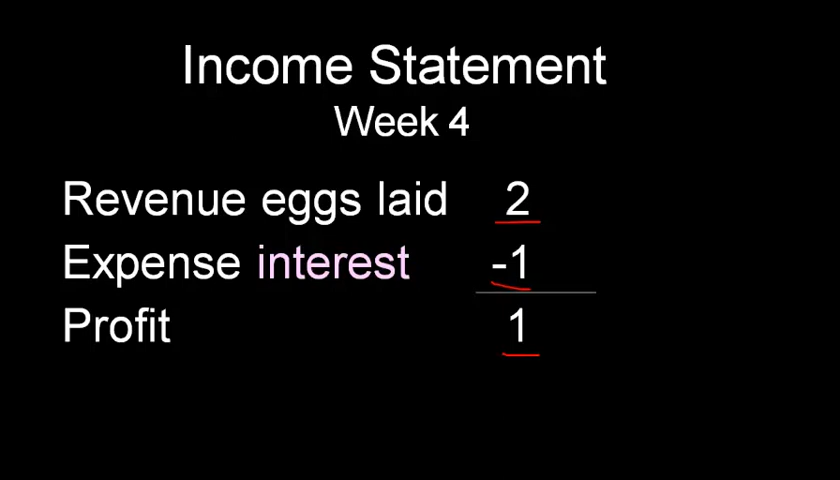 Income Statement
Week 4
Revenue eggs laid 2
Expense interest -1
Profit 1